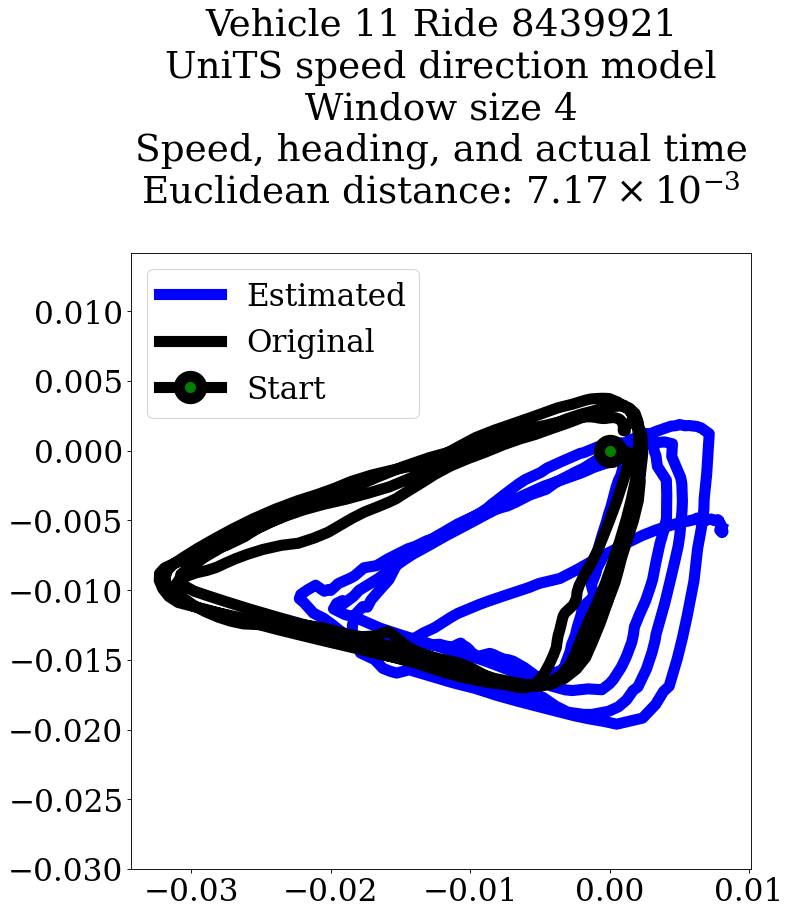 Vehicle 11 Ride 8439921
UniTS speed direction model
Window size 4
Speed, heading, and actual time
Euclidean distance: 7.17 × 10⁻³
Estimated
Original
Start
0.010
0.005
0.000
−0.005
−0.010
−0.015
−0.020
−0.025
−0.030
−0.03 −0.02 −0.01 0.00 0.01